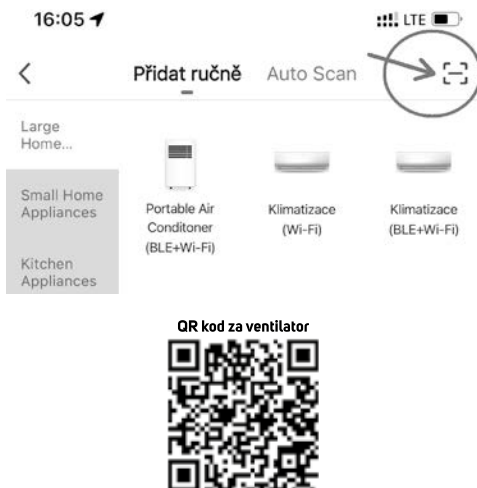 16:05 LTE
Přidat ručně Auto Scan
Large
Home...
Small Home
Appliances
Kitchen
Appliances
Portable Air
Conditoner
(BLE+Wi-Fi)
Klimatizace
(Wi-Fi)
Klimatizace
(BLE+Wi-Fi)
QR kod za ventilator